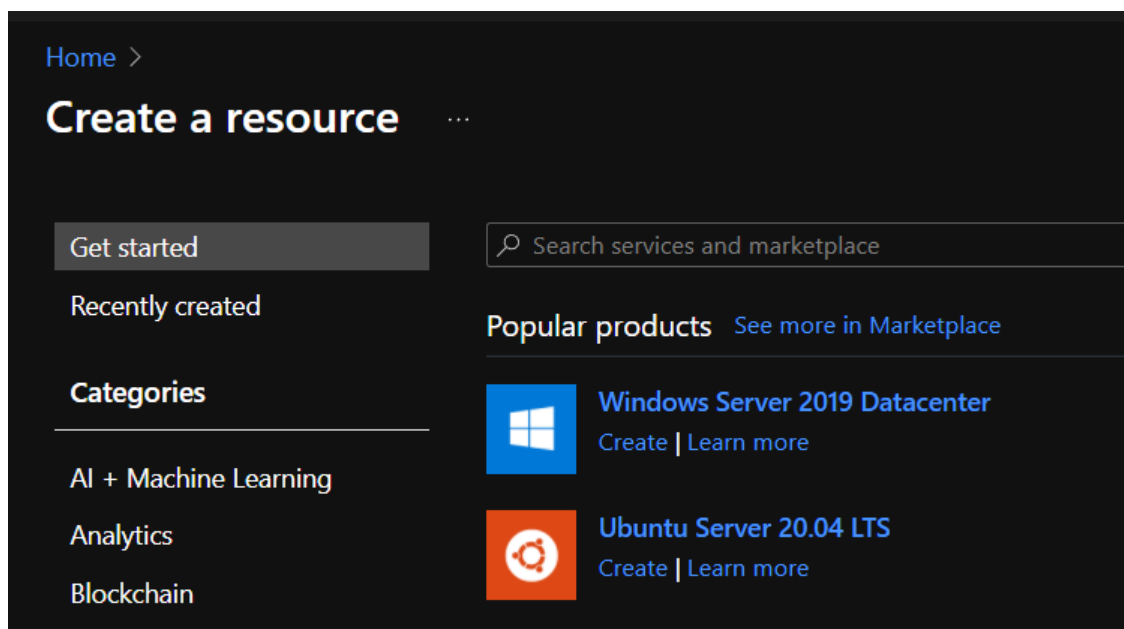 Home >
Create a resource ...
Get started
Recently created
Categories
AI + Machine Learning
Analytics
Blockchain
Search services and marketplace
Popular products See more in Marketplace
Windows Server 2019 Datacenter
Create | Learn more
Ubuntu Server 20.04 LTS
Create | Learn more